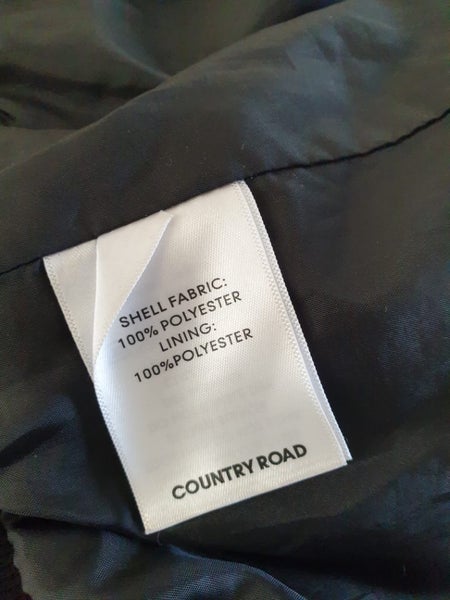 SHELL FABRIC:
100% POLYESTER
LINING:
100%POLYESTER
COUNTRY ROAD